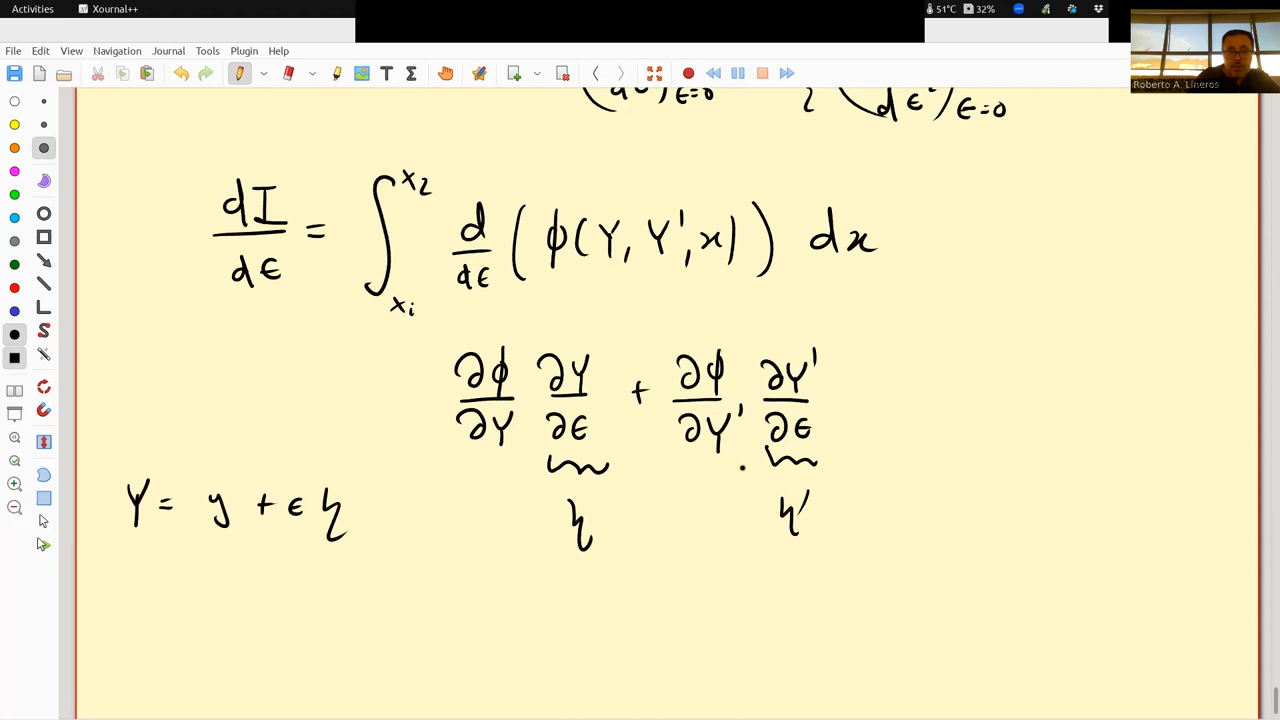 Activities Xournal++ 51°C 32%
File Edit View Navigation Journal Tools Plugin Help
Roberto A. Lineros
)ε=0 dε² )ε=0
dI/dε = ∫_{x₁}^{x₂} d/dε ( ϕ(Y, Y', x) ) dx
∂ϕ/∂Y ∂Y/∂ε + ∂ϕ/∂Y' ∂Y'/∂ε
Y = y + ε η η η'